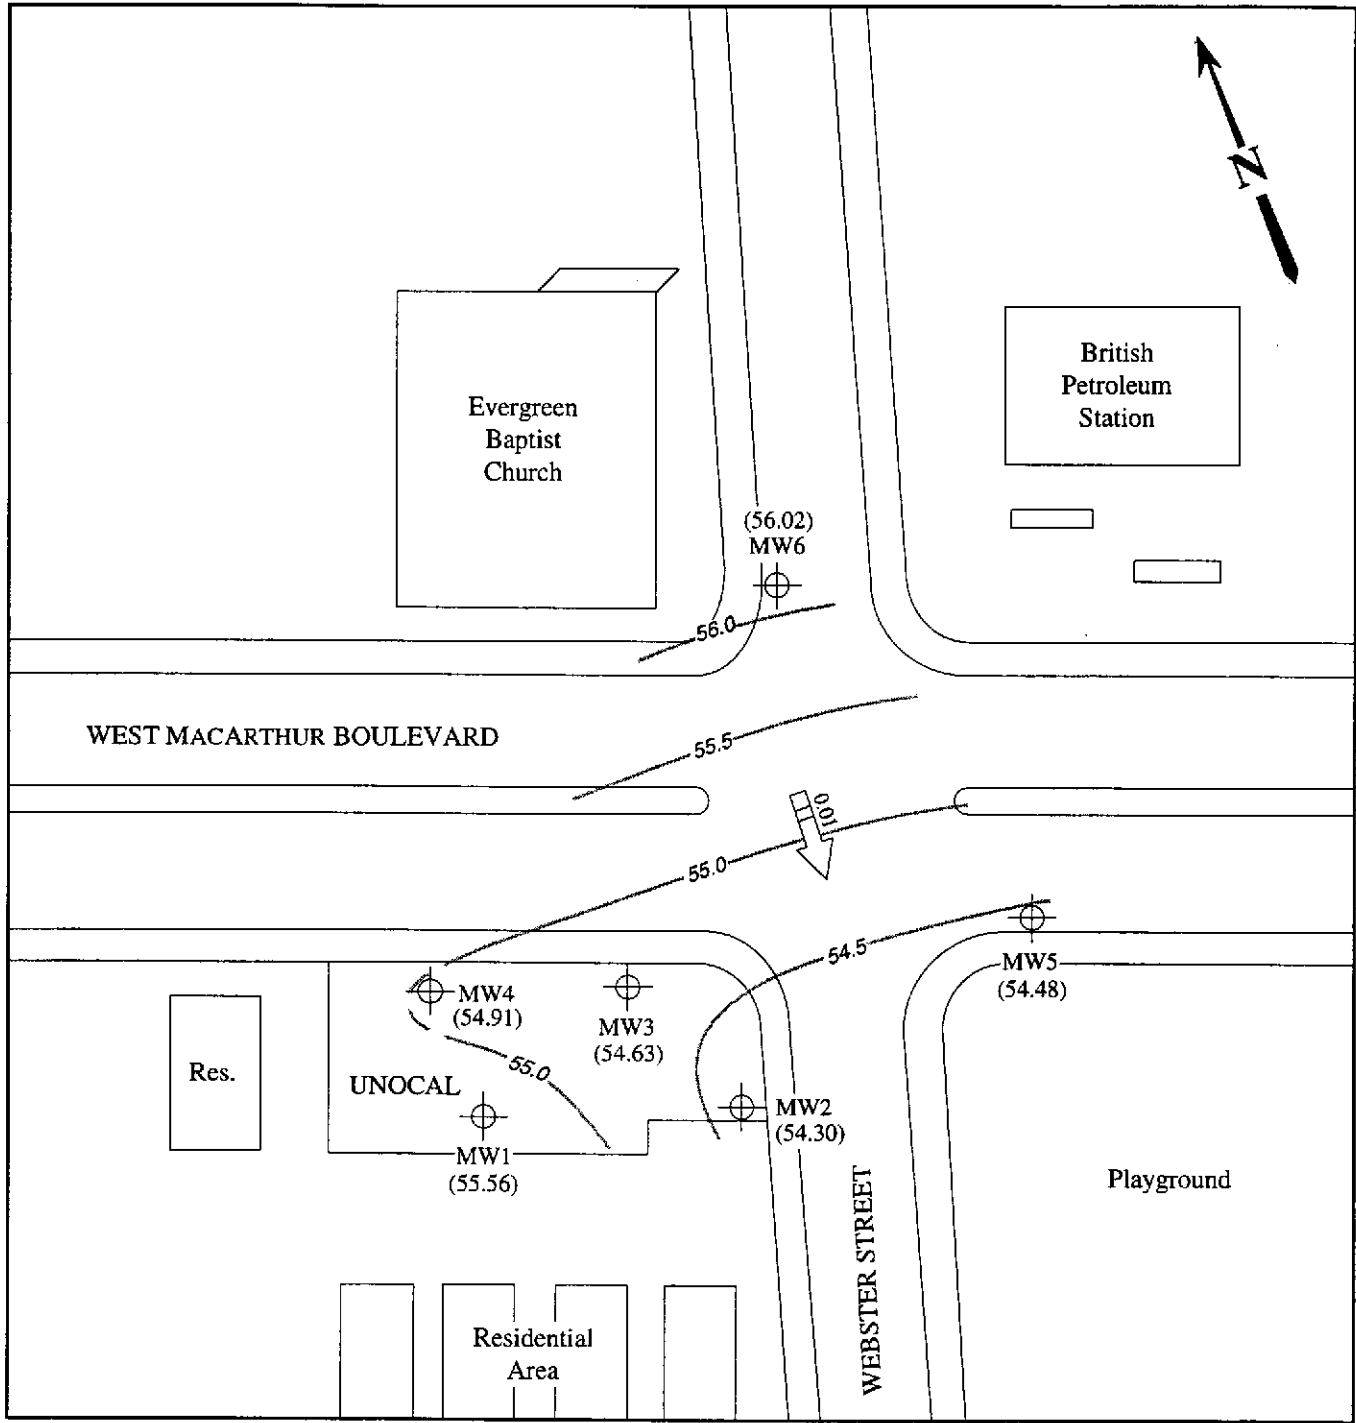 N
British
Petroleum
Station
Evergreen
Baptist
Church
(56.02)
MW6
56.0
WEST MACARTHUR BOULEVARD
55.5
0.01
55.0
54.5
MW5
(54.48)
MW4
(54.91)
MW3
(54.63)
55.0
Res.
UNOCAL
MW2
(54.30)
MW1
(55.56)
Playground
WEBSTER STREET
Residential
Area